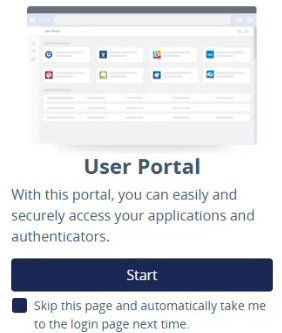 User Portal
With this portal, you can easily and
securely access your applications and
authenticators.
Start
Skip this page and automatically take me
to the login page next time.